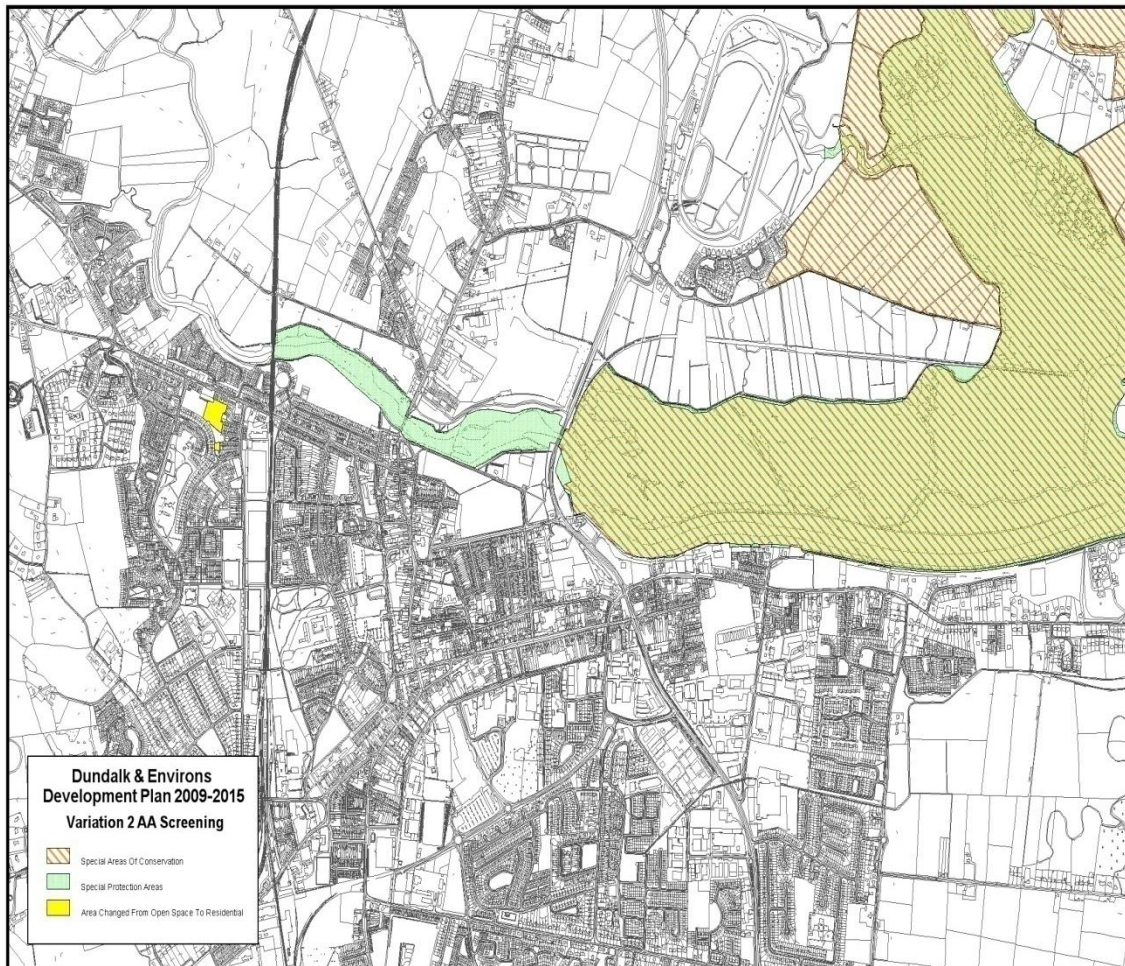 Dundalk & Environs
Development Plan 2009-2015
Variation 2 AA Screening
Special Areas Of Conservation
Special Protection Areas
Area Changed From Open Space To Residential